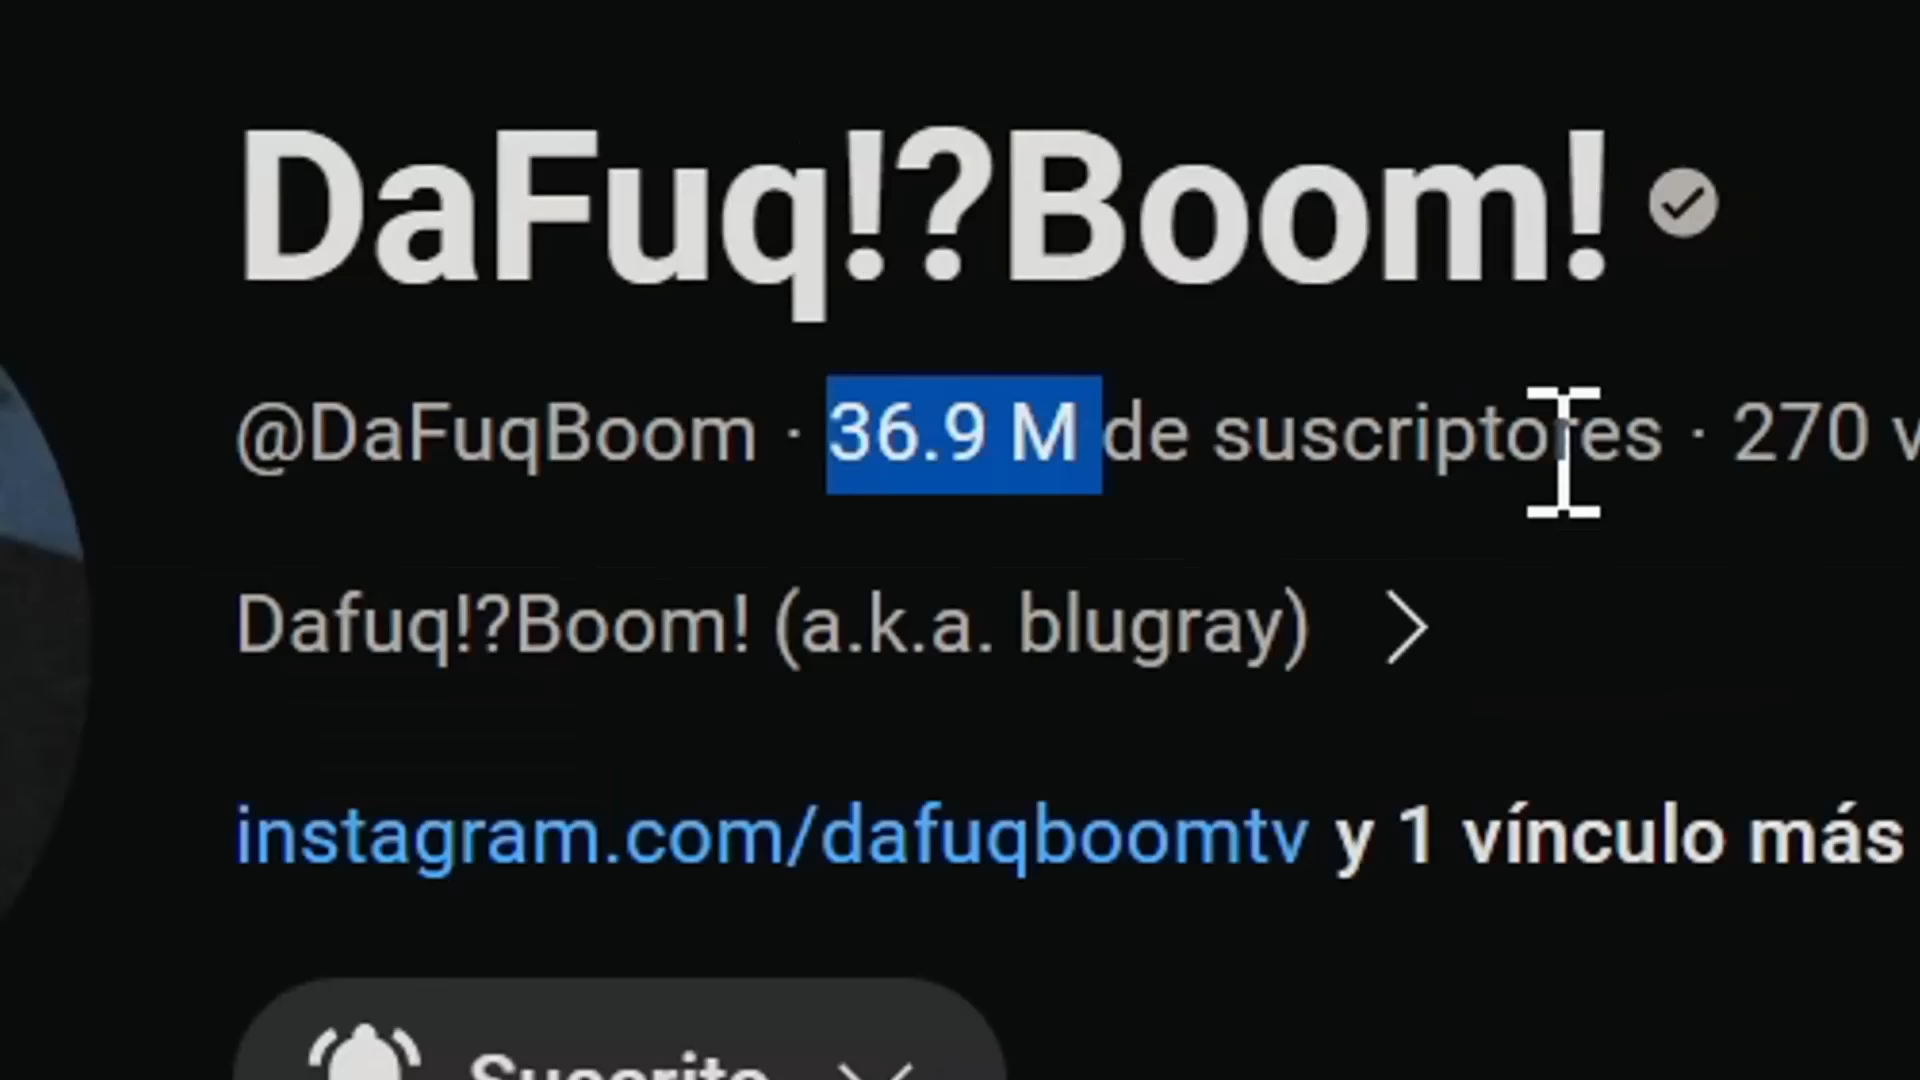 DaFuq!?Boom!
@DaFuqBoom · 36.9 M de suscriptores · 270 v
Dafuq!?Boom! (a.k.a. blugray)
instagram.com/dafuqboomtv y 1 vínculo más
Suscrito